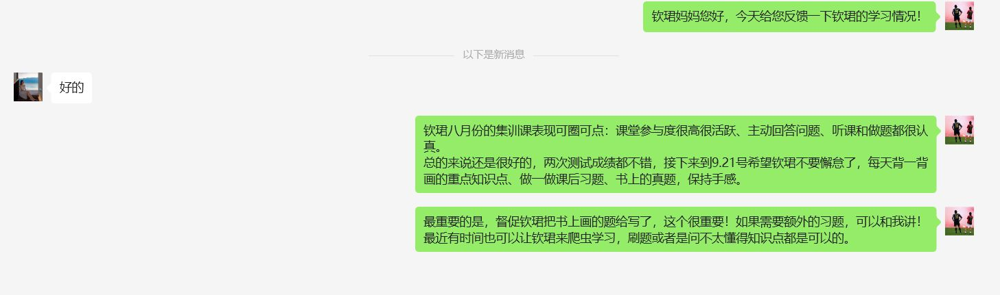 钦珺妈妈您好，今天给您反馈一下钦珺的学习情况！
以下是新消息
好的
钦珺八月份的集训课表现可圈可点：课堂参与度很高很活跃、主动回答问题、听课和做题都很认
真。
总的来说还是很好的，两次测试成绩都不错，接下来到9.21号希望钦珺不要懈怠了，每天背一背
画的重点知识点、做一做课后习题、书上的真题，保持手感。
最重要的是，督促钦珺把书上画的题给写了，这个很重要！如果需要额外的习题，可以和我讲！
最近有时间也可以让钦珺来爬虫学习，刷题或者是问不太懂得知识点都是可以的。